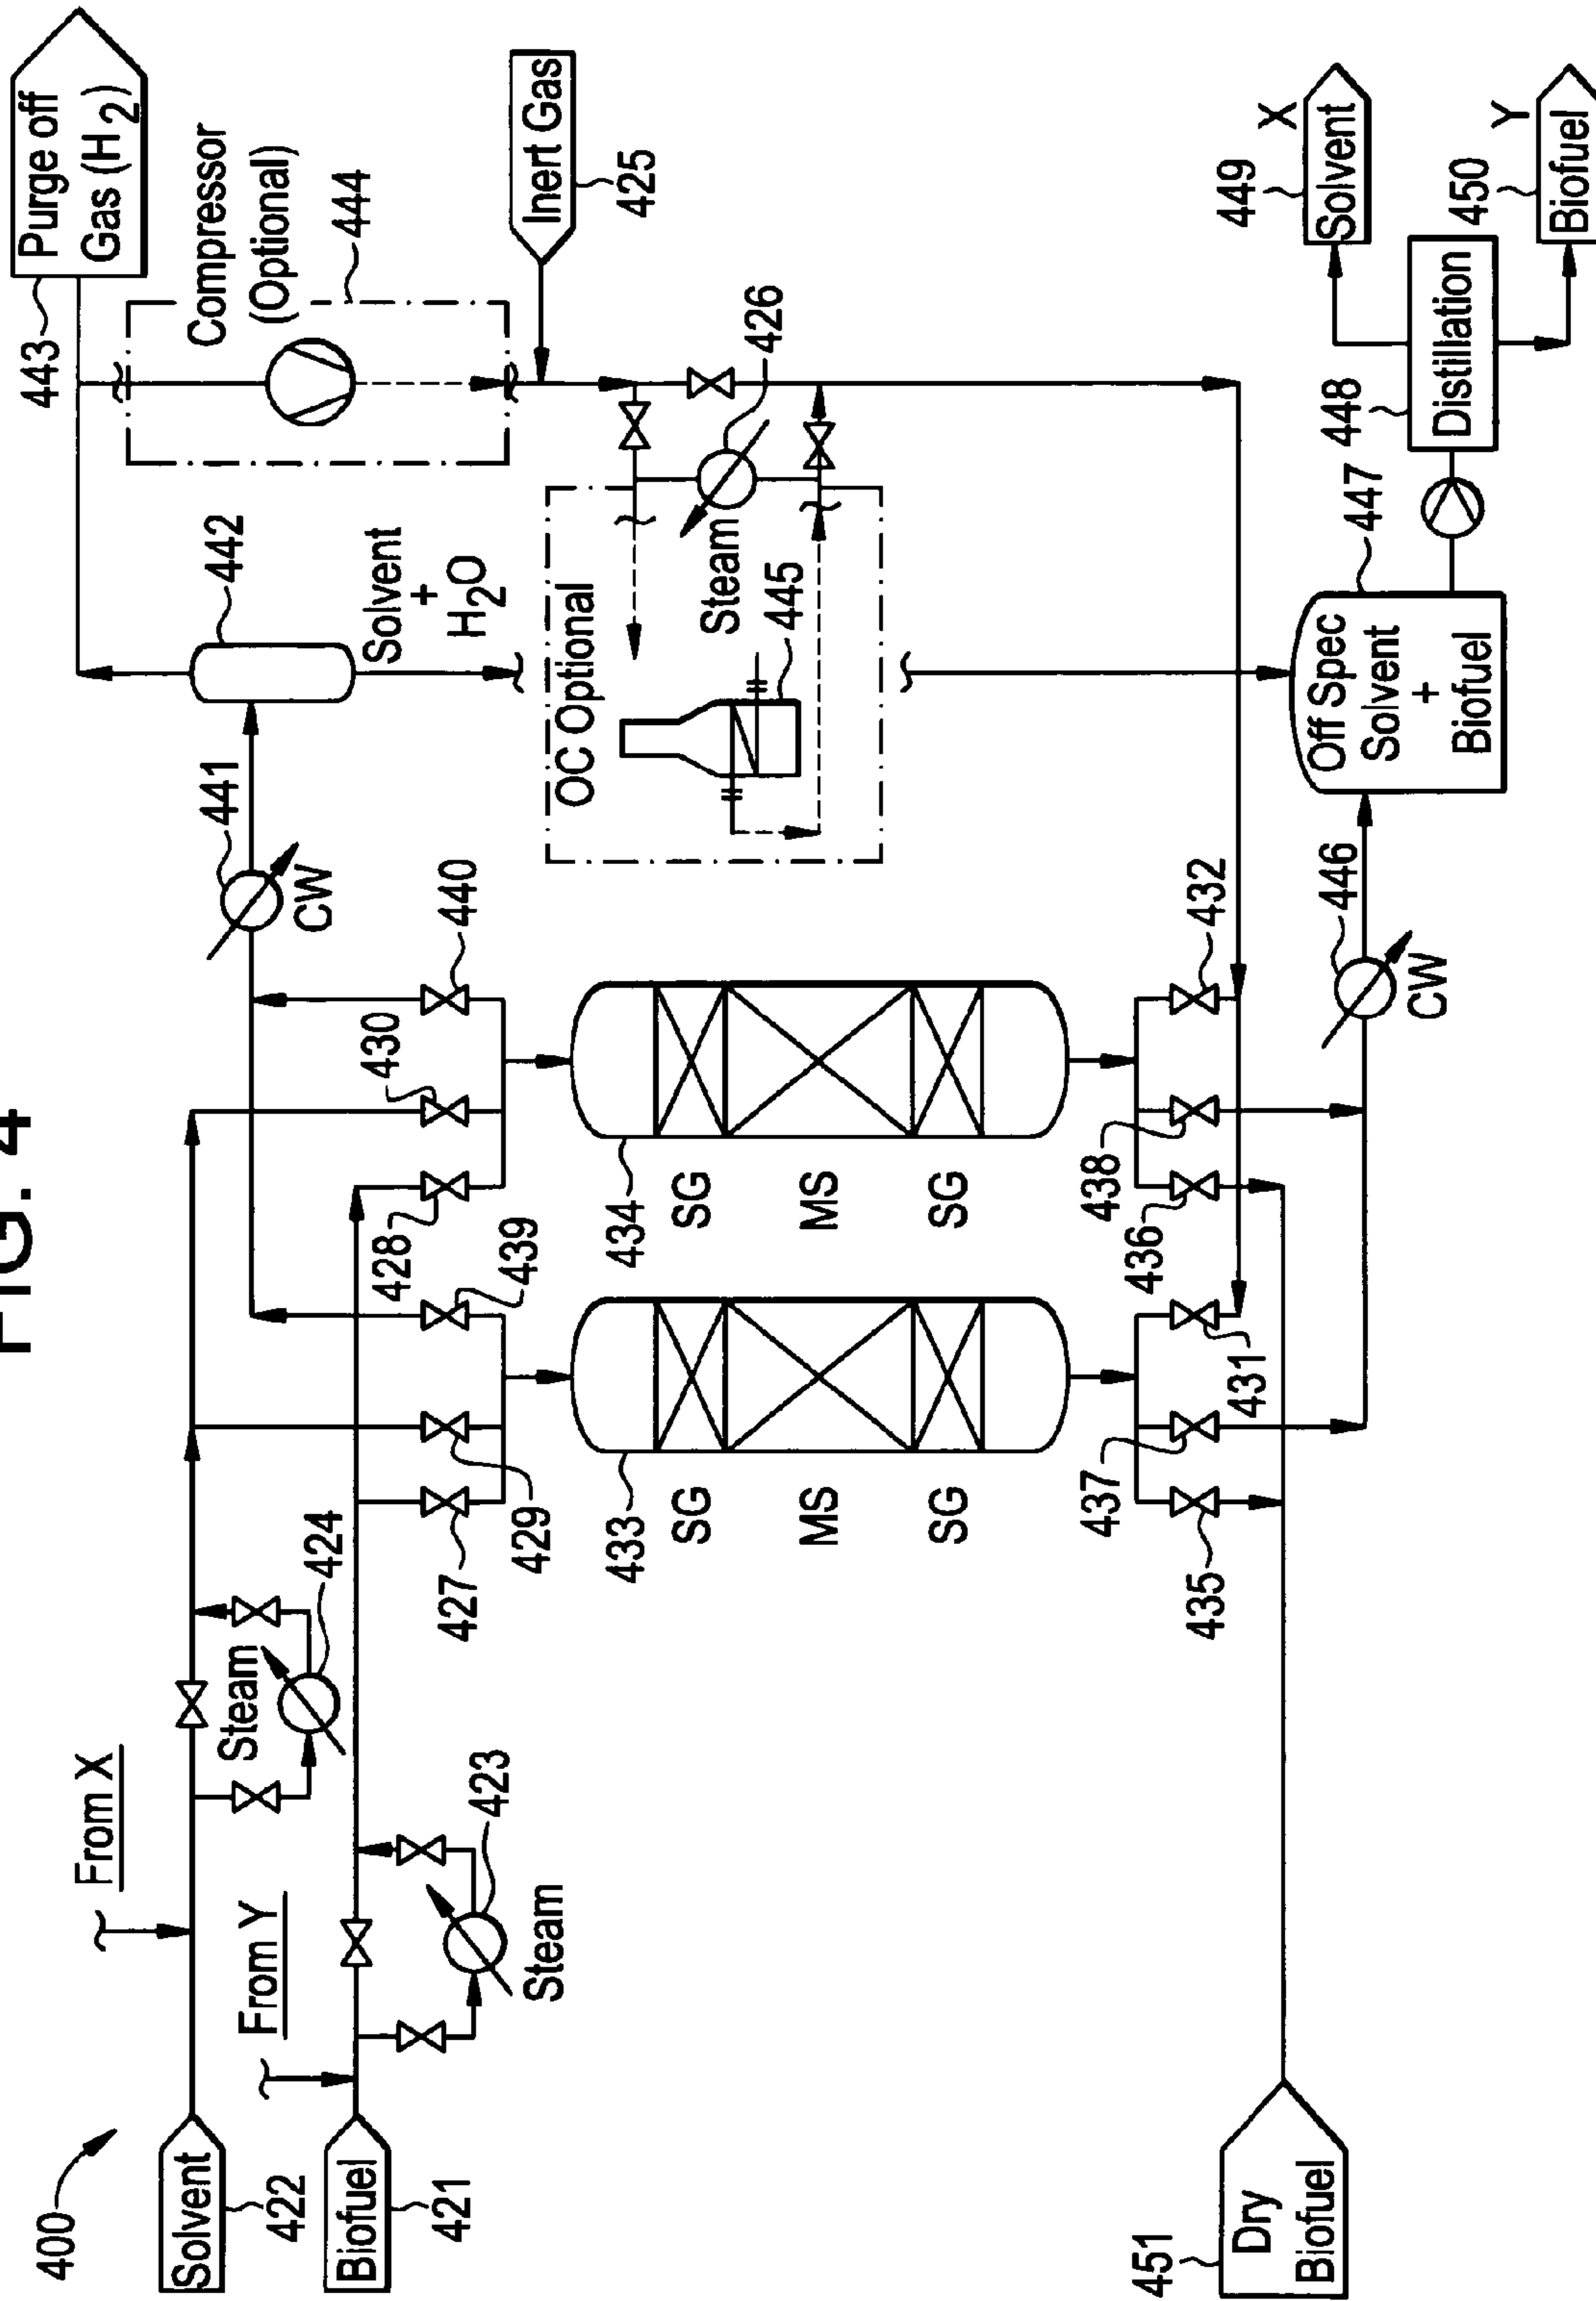 FIG. 4
400
Solvent
422
Biofuel
421
From X
From Y
Steam
424
423
Steam
427
429
428
439
430
440
441
CW
442
Solvent
+
H2O
443
Purge off
Gas (H2)
Compressor
(Optional)
444
Inert Gas
425
426
Steam
OC Optional
445
433
SG
MS
SG
434
SG
MS
SG
435
437
431
436
438
432
446
CW
447
Off Spec
Solvent
+
Biofuel
448
Distillation
449
Solvent
X
450
Biofuel
Y
451
Dry
Biofuel